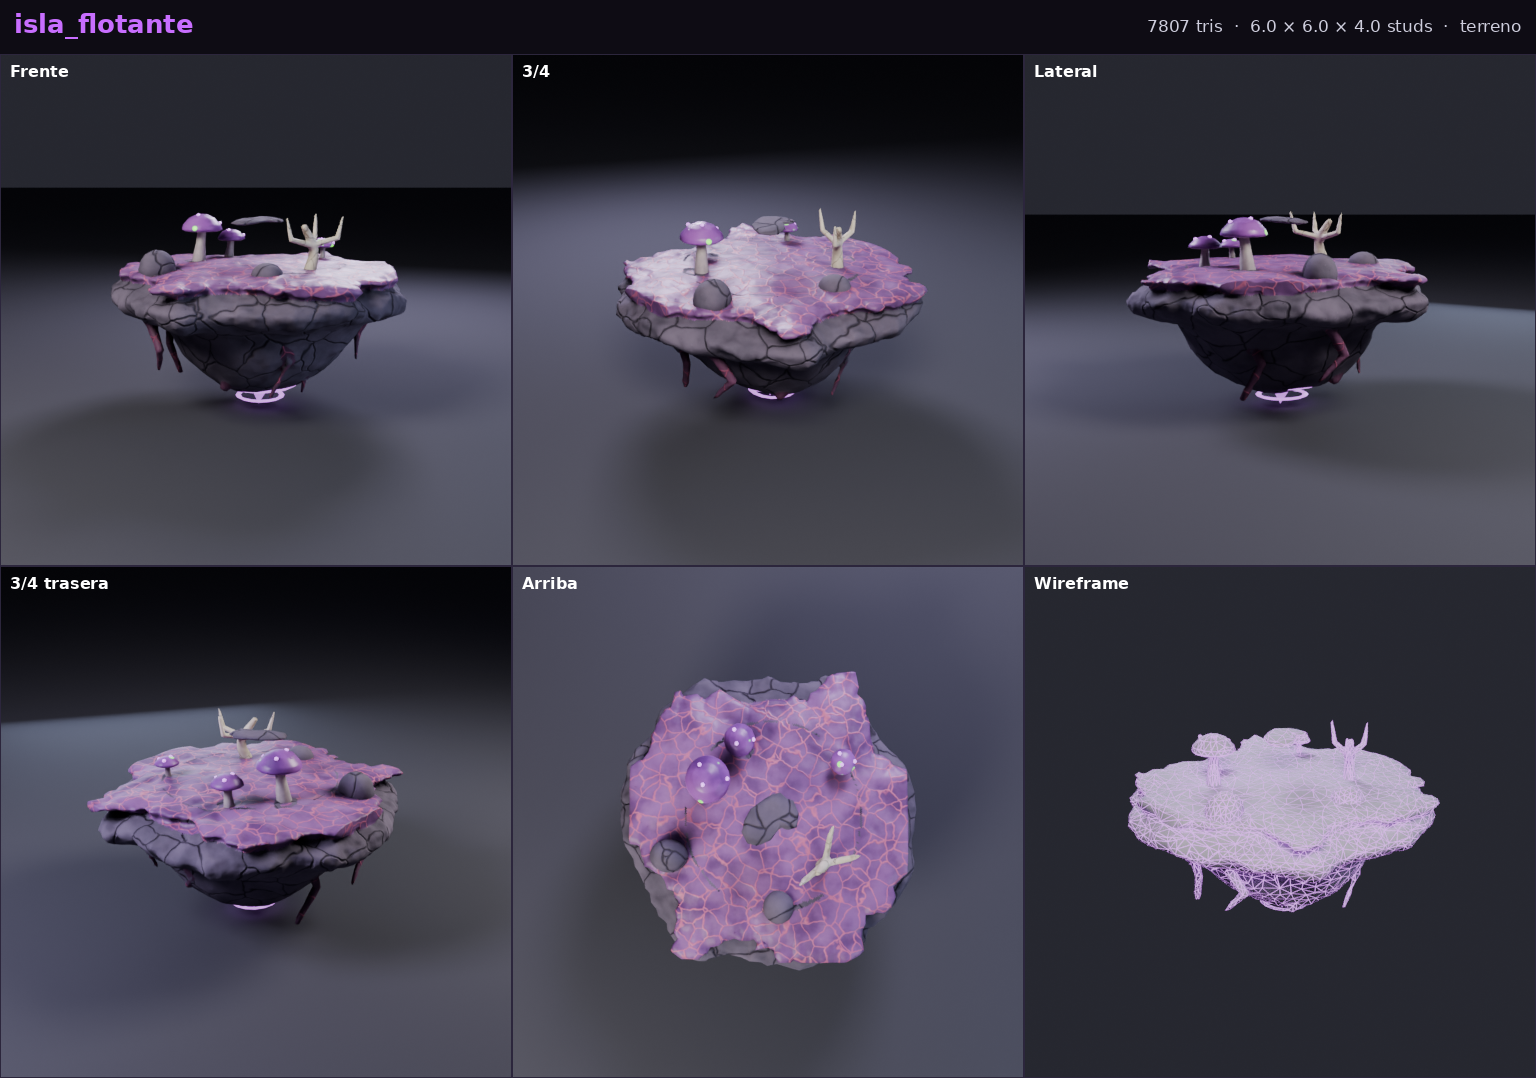 isla_flotante
7807 tris · 6.0 × 6.0 × 4.0 studs · terreno
Frente
3/4
Lateral
3/4 trasera
Arriba
Wireframe